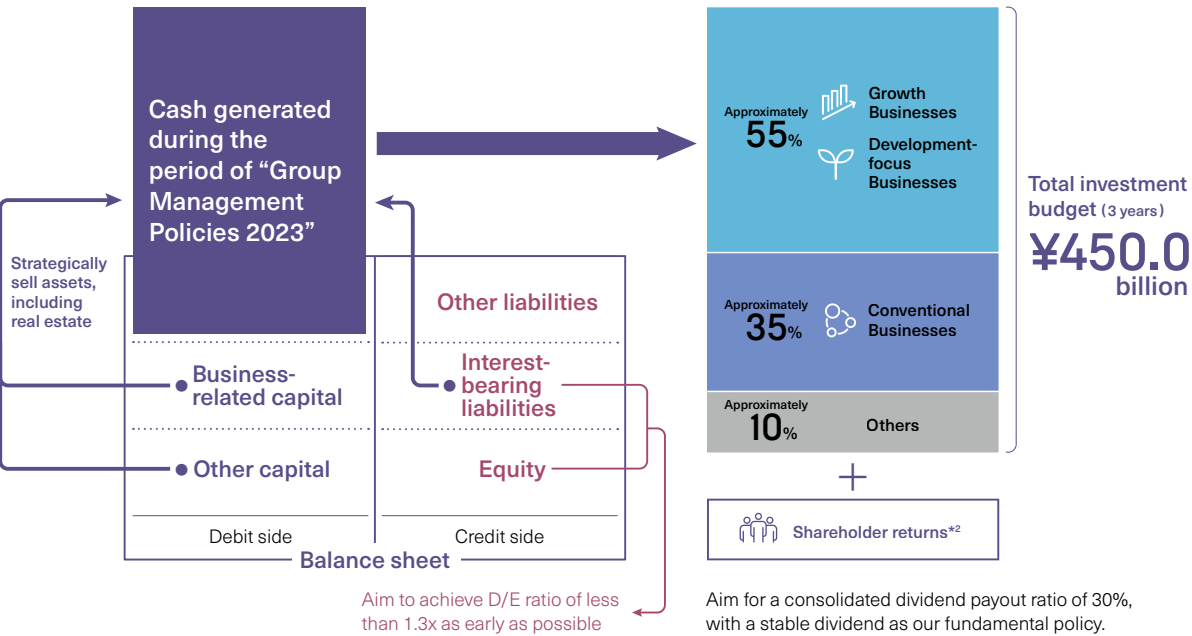 Cash generated
during the
period of “Group
Management
Policies 2023”
Strategically
sell assets,
including
real estate
Other liabilities
Business-
related capital
Interest-
bearing
liabilities
Other capital
Equity
Debit side
Credit side
Balance sheet
Aim to achieve D/E ratio of less
than 1.3x as early as possible
Approximately
55%
Growth
Businesses
Development-
focus
Businesses
Approximately
35%
Conventional
Businesses
Approximately
10%
Others
Total investment
budget (3 years)
¥450.0
billion
+
Shareholder returns*2
Aim for a consolidated dividend payout ratio of 30%,
with a stable dividend as our fundamental policy.